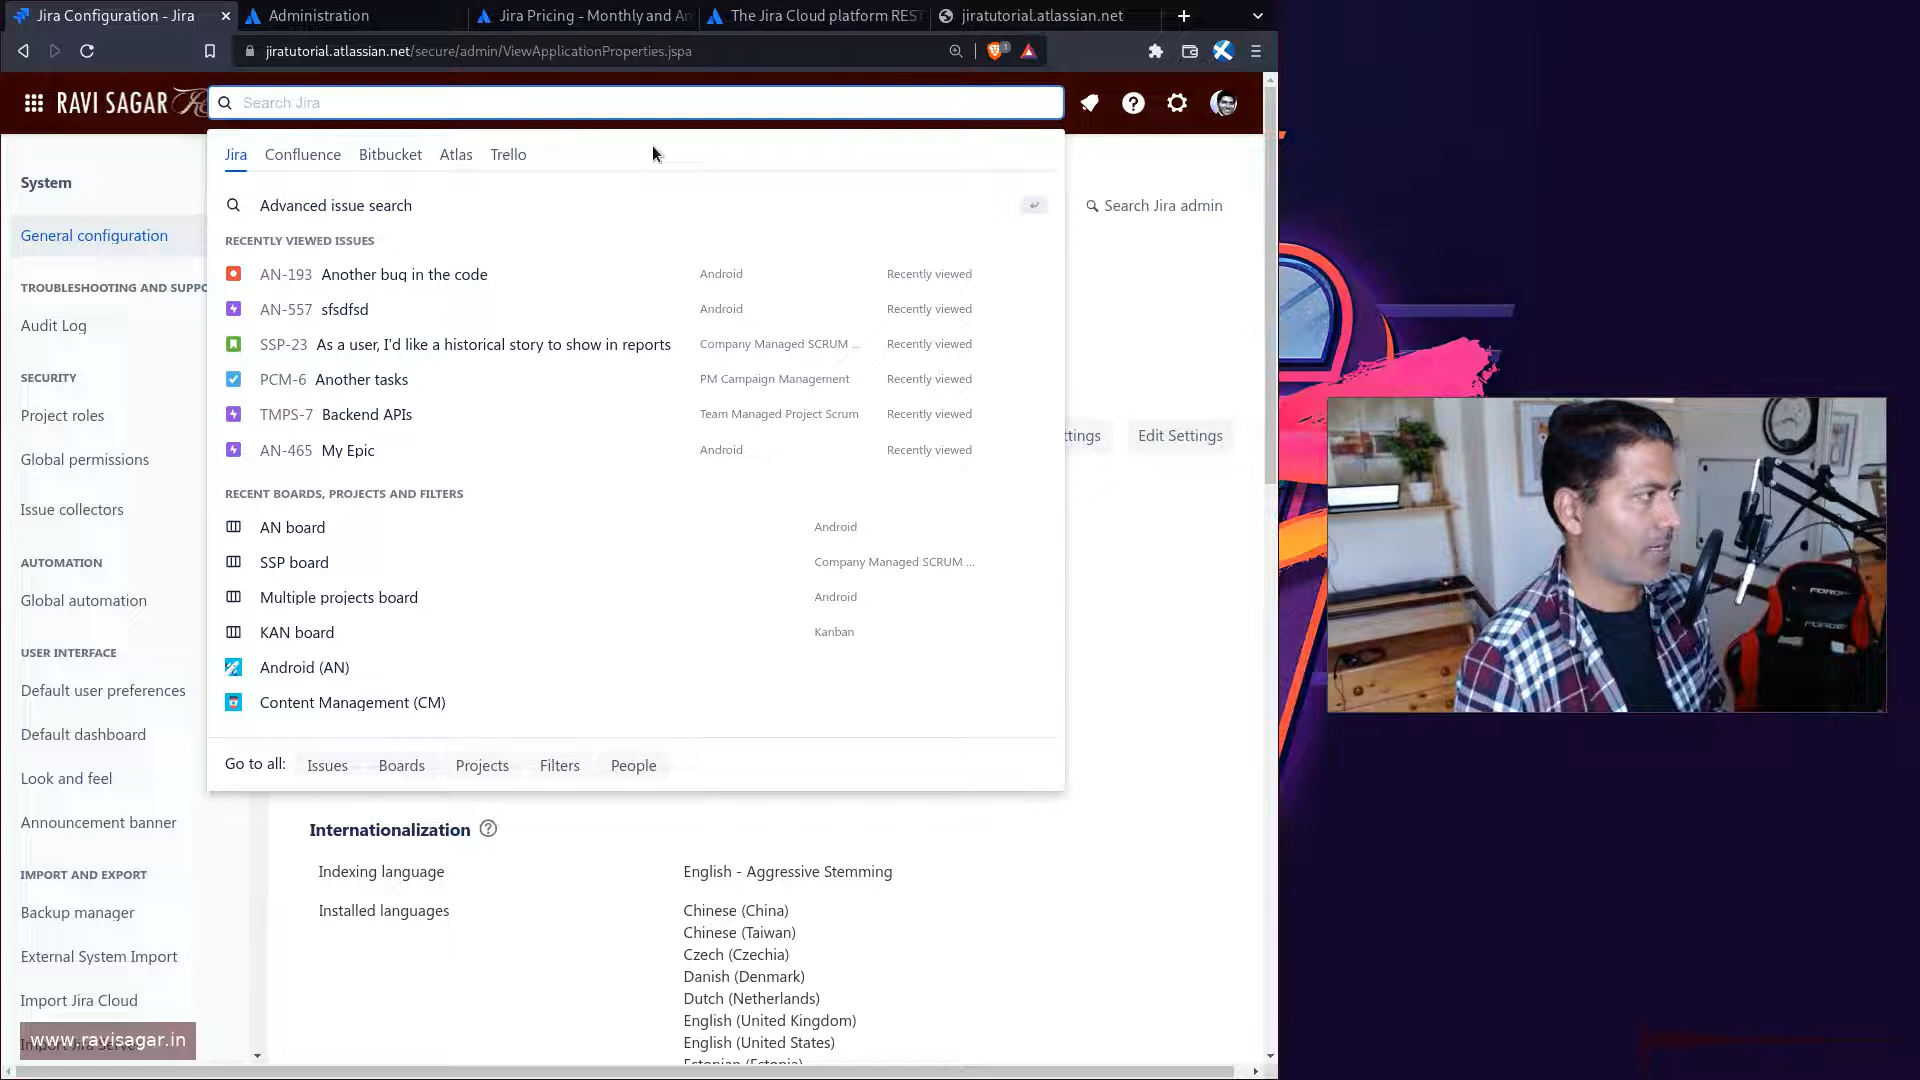 Jira Configuration - Jira
Administration
Jira Pricing - Monthly and An
The Jira Cloud platform REST
jiratutorial.atlassian.net
jiratutorial.atlassian.net/secure/admin/ViewApplicationProperties.jspa
1
RAVI SAGAR
Search Jira
Jira Confluence Bitbucket Atlas Trello
System
Advanced issue search
Search Jira admin
General configuration
RECENTLY VIEWED ISSUES
AN-193 Another bug in the code Android Recently viewed
TROUBLESHOOTING AND SUPPO
AN-557 sfsdfsd Android Recently viewed
Audit Log
SSP-23 As a user, I'd like a historical story to show in reports Company Managed SCRUM ... Recently viewed
SECURITY
PCM-6 Another tasks PM Campaign Management Recently viewed
Project roles
TMPS-7 Backend APIs Team Managed Project Scrum Recently viewed
ttings
Edit Settings
Global permissions
AN-465 My Epic Android Recently viewed
RECENT BOARDS, PROJECTS AND FILTERS
Issue collectors
AN board Android
AUTOMATION
SSP board Company Managed SCRUM ...
Global automation
Multiple projects board Android
KAN board Kanban
USER INTERFACE
Android (AN)
Default user preferences
Content Management (CM)
Default dashboard
Go to all: Issues Boards Projects Filters People
Look and feel
Announcement banner
Internationalization
IMPORT AND EXPORT
Indexing language English - Aggressive Stemming
Backup manager
Installed languages Chinese (China)
Chinese (Taiwan)
External System Import
Czech (Czechia)
Danish (Denmark)
Import Jira Cloud
Dutch (Netherlands)
English (United Kingdom)
www.ravisagar.in
English (United States)
Estonian (Estonia)